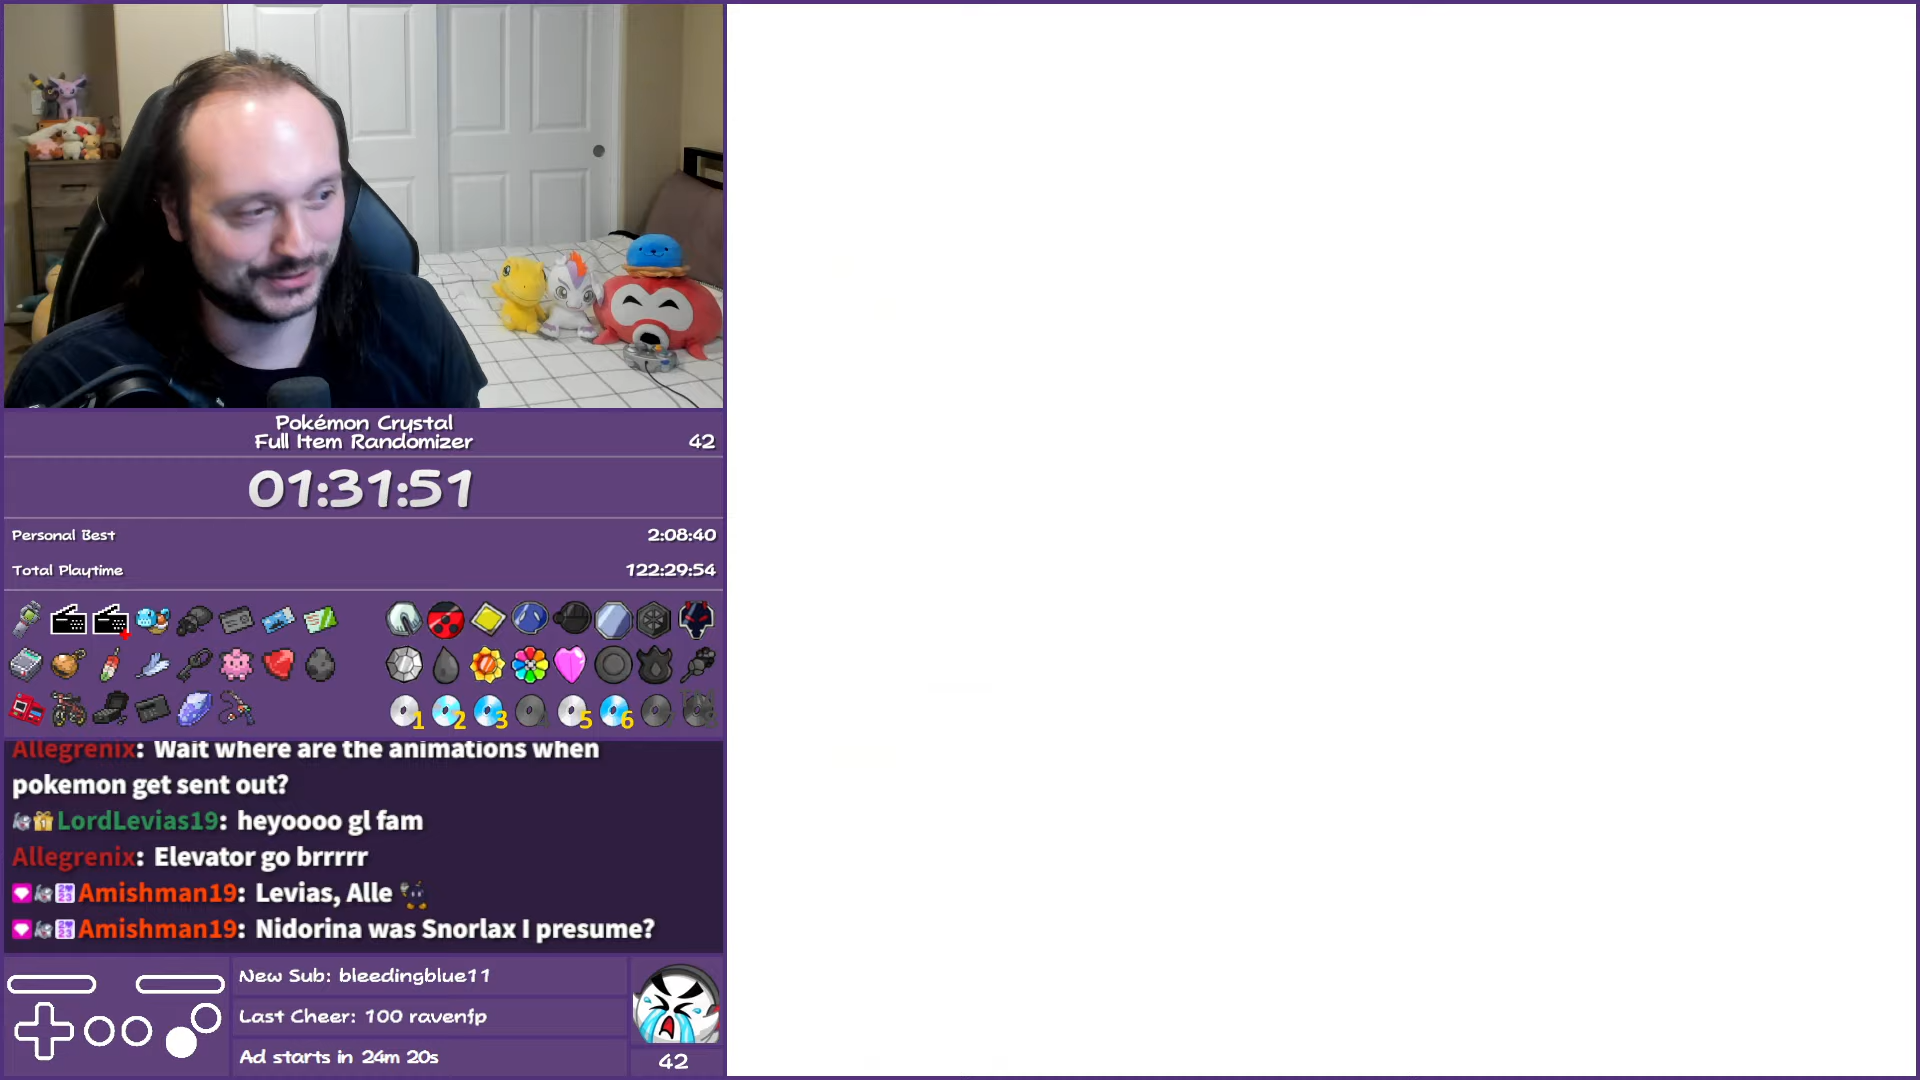 Pokémon Crystal
Full Item Randomizer 42
01:31:51
Personal Best 2:08:40
Total Playtime 122:29:54
1 2 3 5 6
Allegrenix: Wait where are the animations when
pokemon get sent out?
LordLevias19: heyoooo gl fam
Allegrenix: Elevator go brrrrr
Amishman19: Levias, Alle
Amishman19: Nidorina was Snorlax I presume?
New Sub: bleedingblue11
Last Cheer: 100 ravenfp
Ad starts in 24m 20s
42